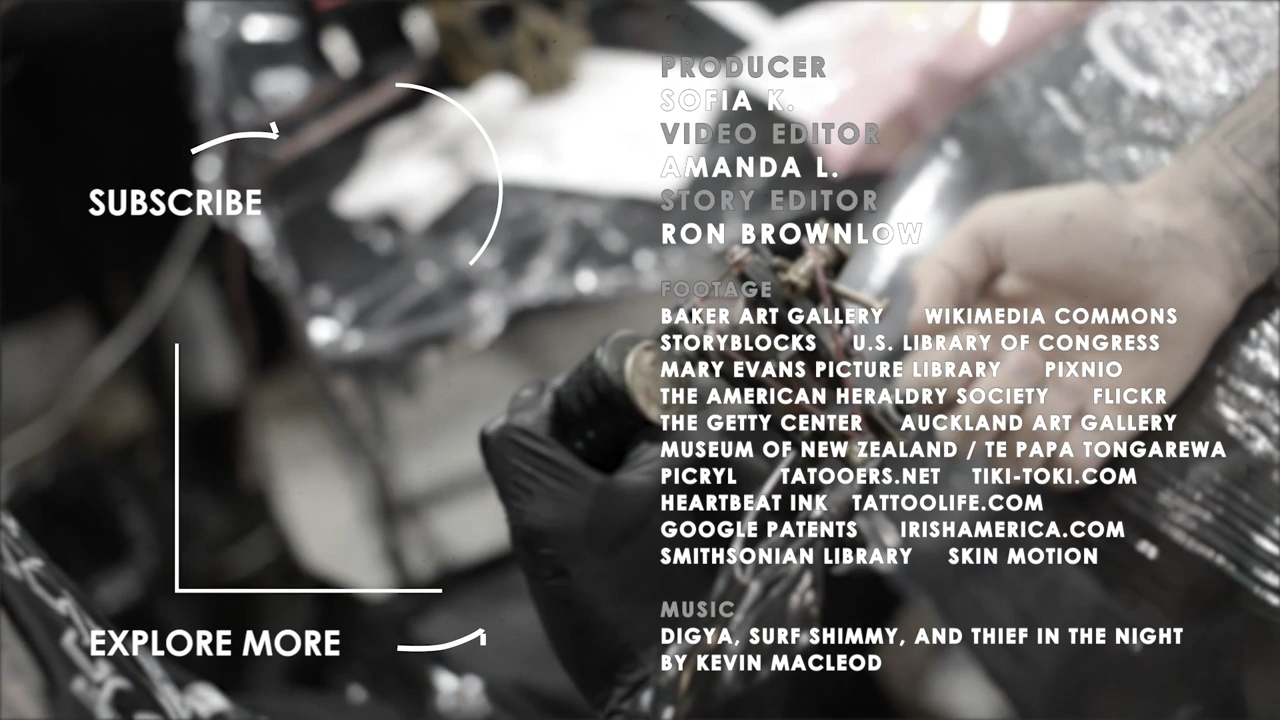 SUBSCRIBE
EXPLORE MORE
PRODUCER
SOFIA K.
VIDEO EDITOR
AMANDA L.
STORY EDITOR
RON BROWNLOW
FOOTAGE
BAKER ART GALLERY WIKIMEDIA COMMONS
STORYBLOCKS U.S. LIBRARY OF CONGRESS
MARY EVANS PICTURE LIBRARY PIXNIO
THE AMERICAN HERALDRY SOCIETY FLICKR
THE GETTY CENTER AUCKLAND ART GALLERY
MUSEUM OF NEW ZEALAND / TE PAPA TONGAREWA
PICRYL TATOOERS.NET TIKI-TOKI.COM
HEARTBEAT INK TATTOOLIFE.COM
GOOGLE PATENTS IRISHAMERICA.COM
SMITHSONIAN LIBRARY SKIN MOTION
MUSIC
DIGYA, SURF SHIMMY, AND THIEF IN THE NIGHT
BY KEVIN MACLEOD